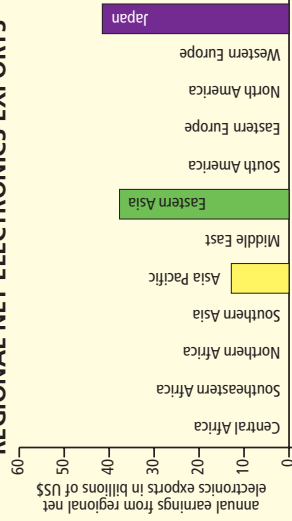 REGIONAL NET ELECTRONICS EXPORTS
annual earnings from regional net
electronics exports in billions of US$
60
50
40
30
20
10
0
Central Africa
Southeastern Africa
Northern Africa
Southern Asia
Asia Pacific
Middle East
Eastern Asia
South America
Eastern Europe
North America
Western Europe
Japan